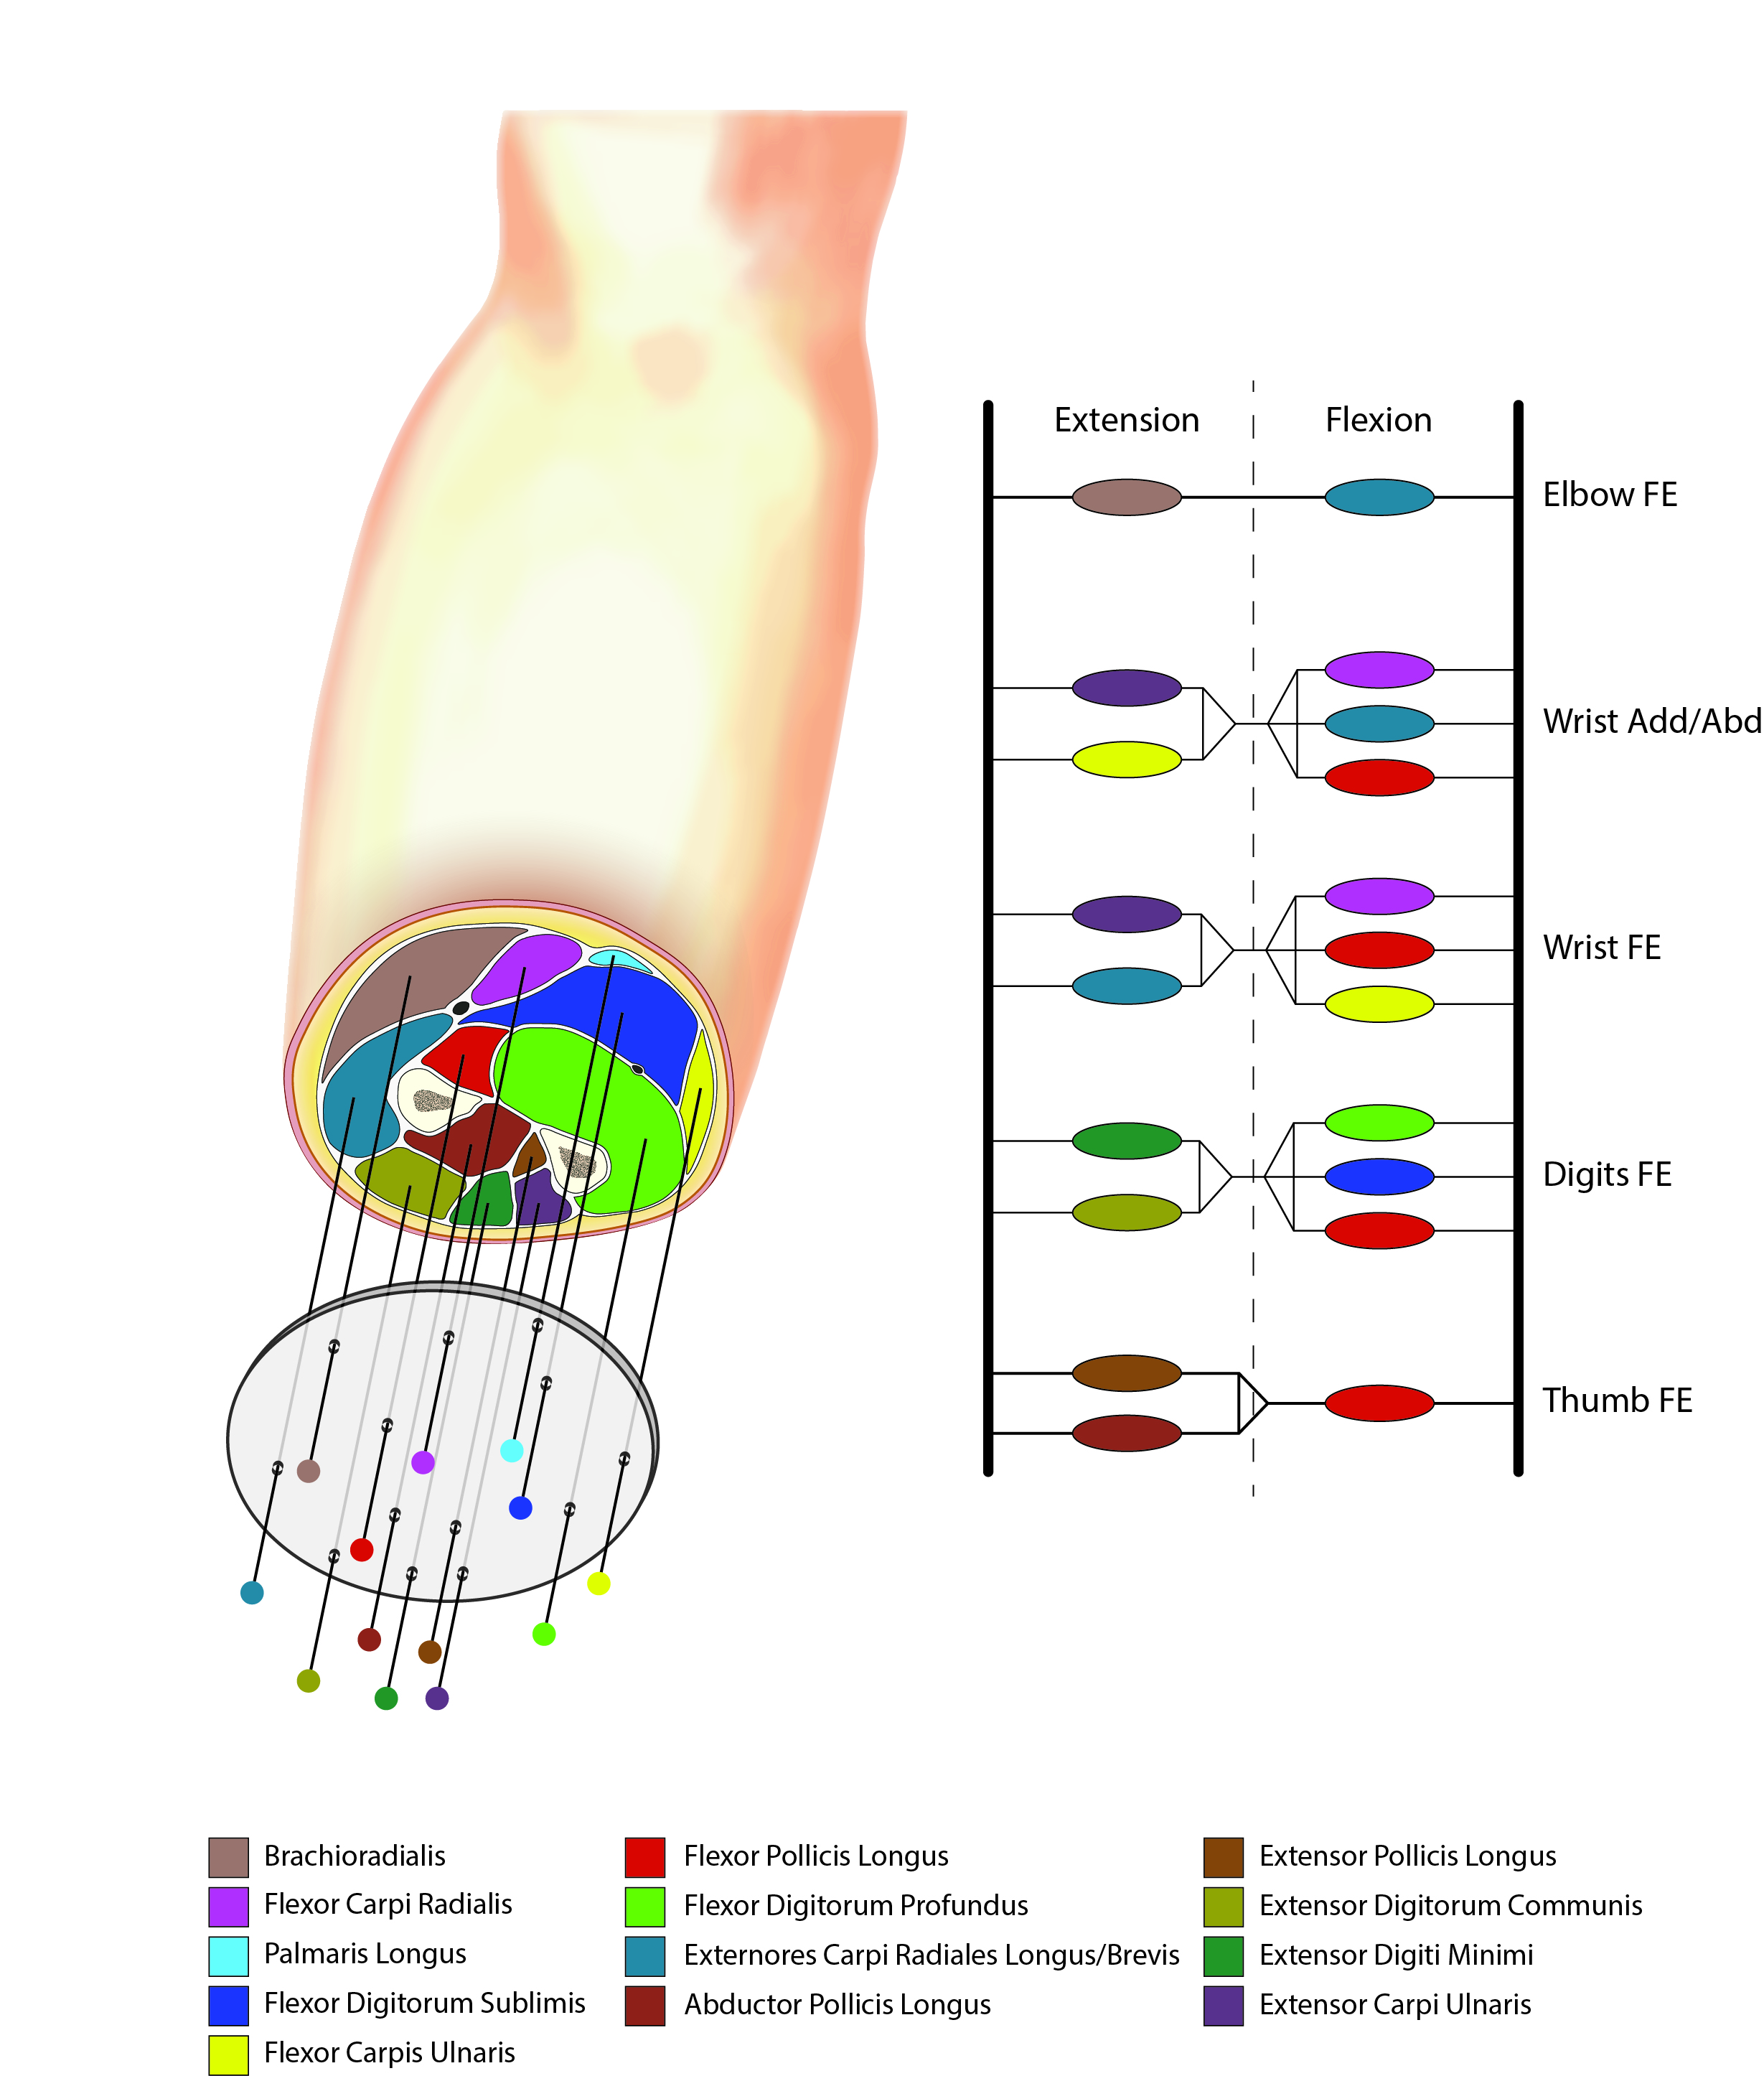 Extension Flexion
Elbow FE
Wrist Add/Abd
Wrist FE
Digits FE
Thumb FE
Brachioradialis
Flexor Carpi Radialis
Palmaris Longus
Flexor Digitorum Sublimis
Flexor Carpis Ulnaris
Flexor Pollicis Longus
Flexor Digitorum Profundus
Externores Carpi Radiales Longus/Brevis
Abductor Pollicis Longus
Extensor Pollicis Longus
Extensor Digitorum Communis
Extensor Digiti Minimi
Extensor Carpi Ulnaris